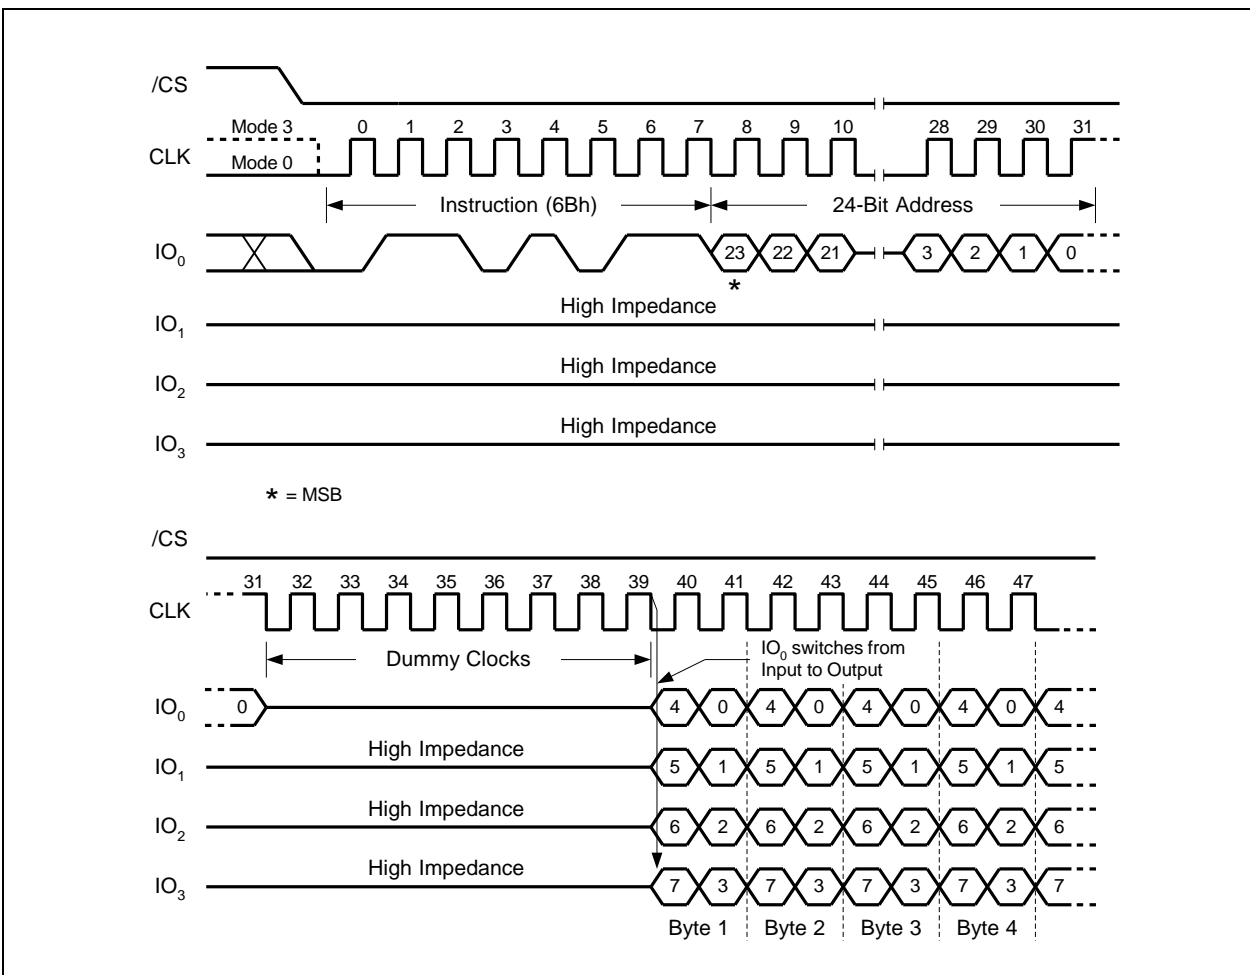 /CS
Mode 3 0 1 2 3 4 5 6 7 8 9 10 28 29 30 31
CLK
Mode 0
Instruction (6Bh) 24-Bit Address
IO0 23 22 21 3 2 1 0
*
High Impedance
IO1
High Impedance
IO2
High Impedance
IO3
* = MSB
/CS
31 32 33 34 35 36 37 38 39 40 41 42 43 44 45 46 47
CLK
Dummy Clocks
IO0 switches from
Input to Output
IO0 0 4 0 4 0 4 0 4 0 4
High Impedance
IO1 5 1 5 1 5 1 5 1 5
High Impedance
IO2 6 2 6 2 6 2 6 2 6
High Impedance
IO3 7 3 7 3 7 3 7 3 7
Byte 1 Byte 2 Byte 3 Byte 4